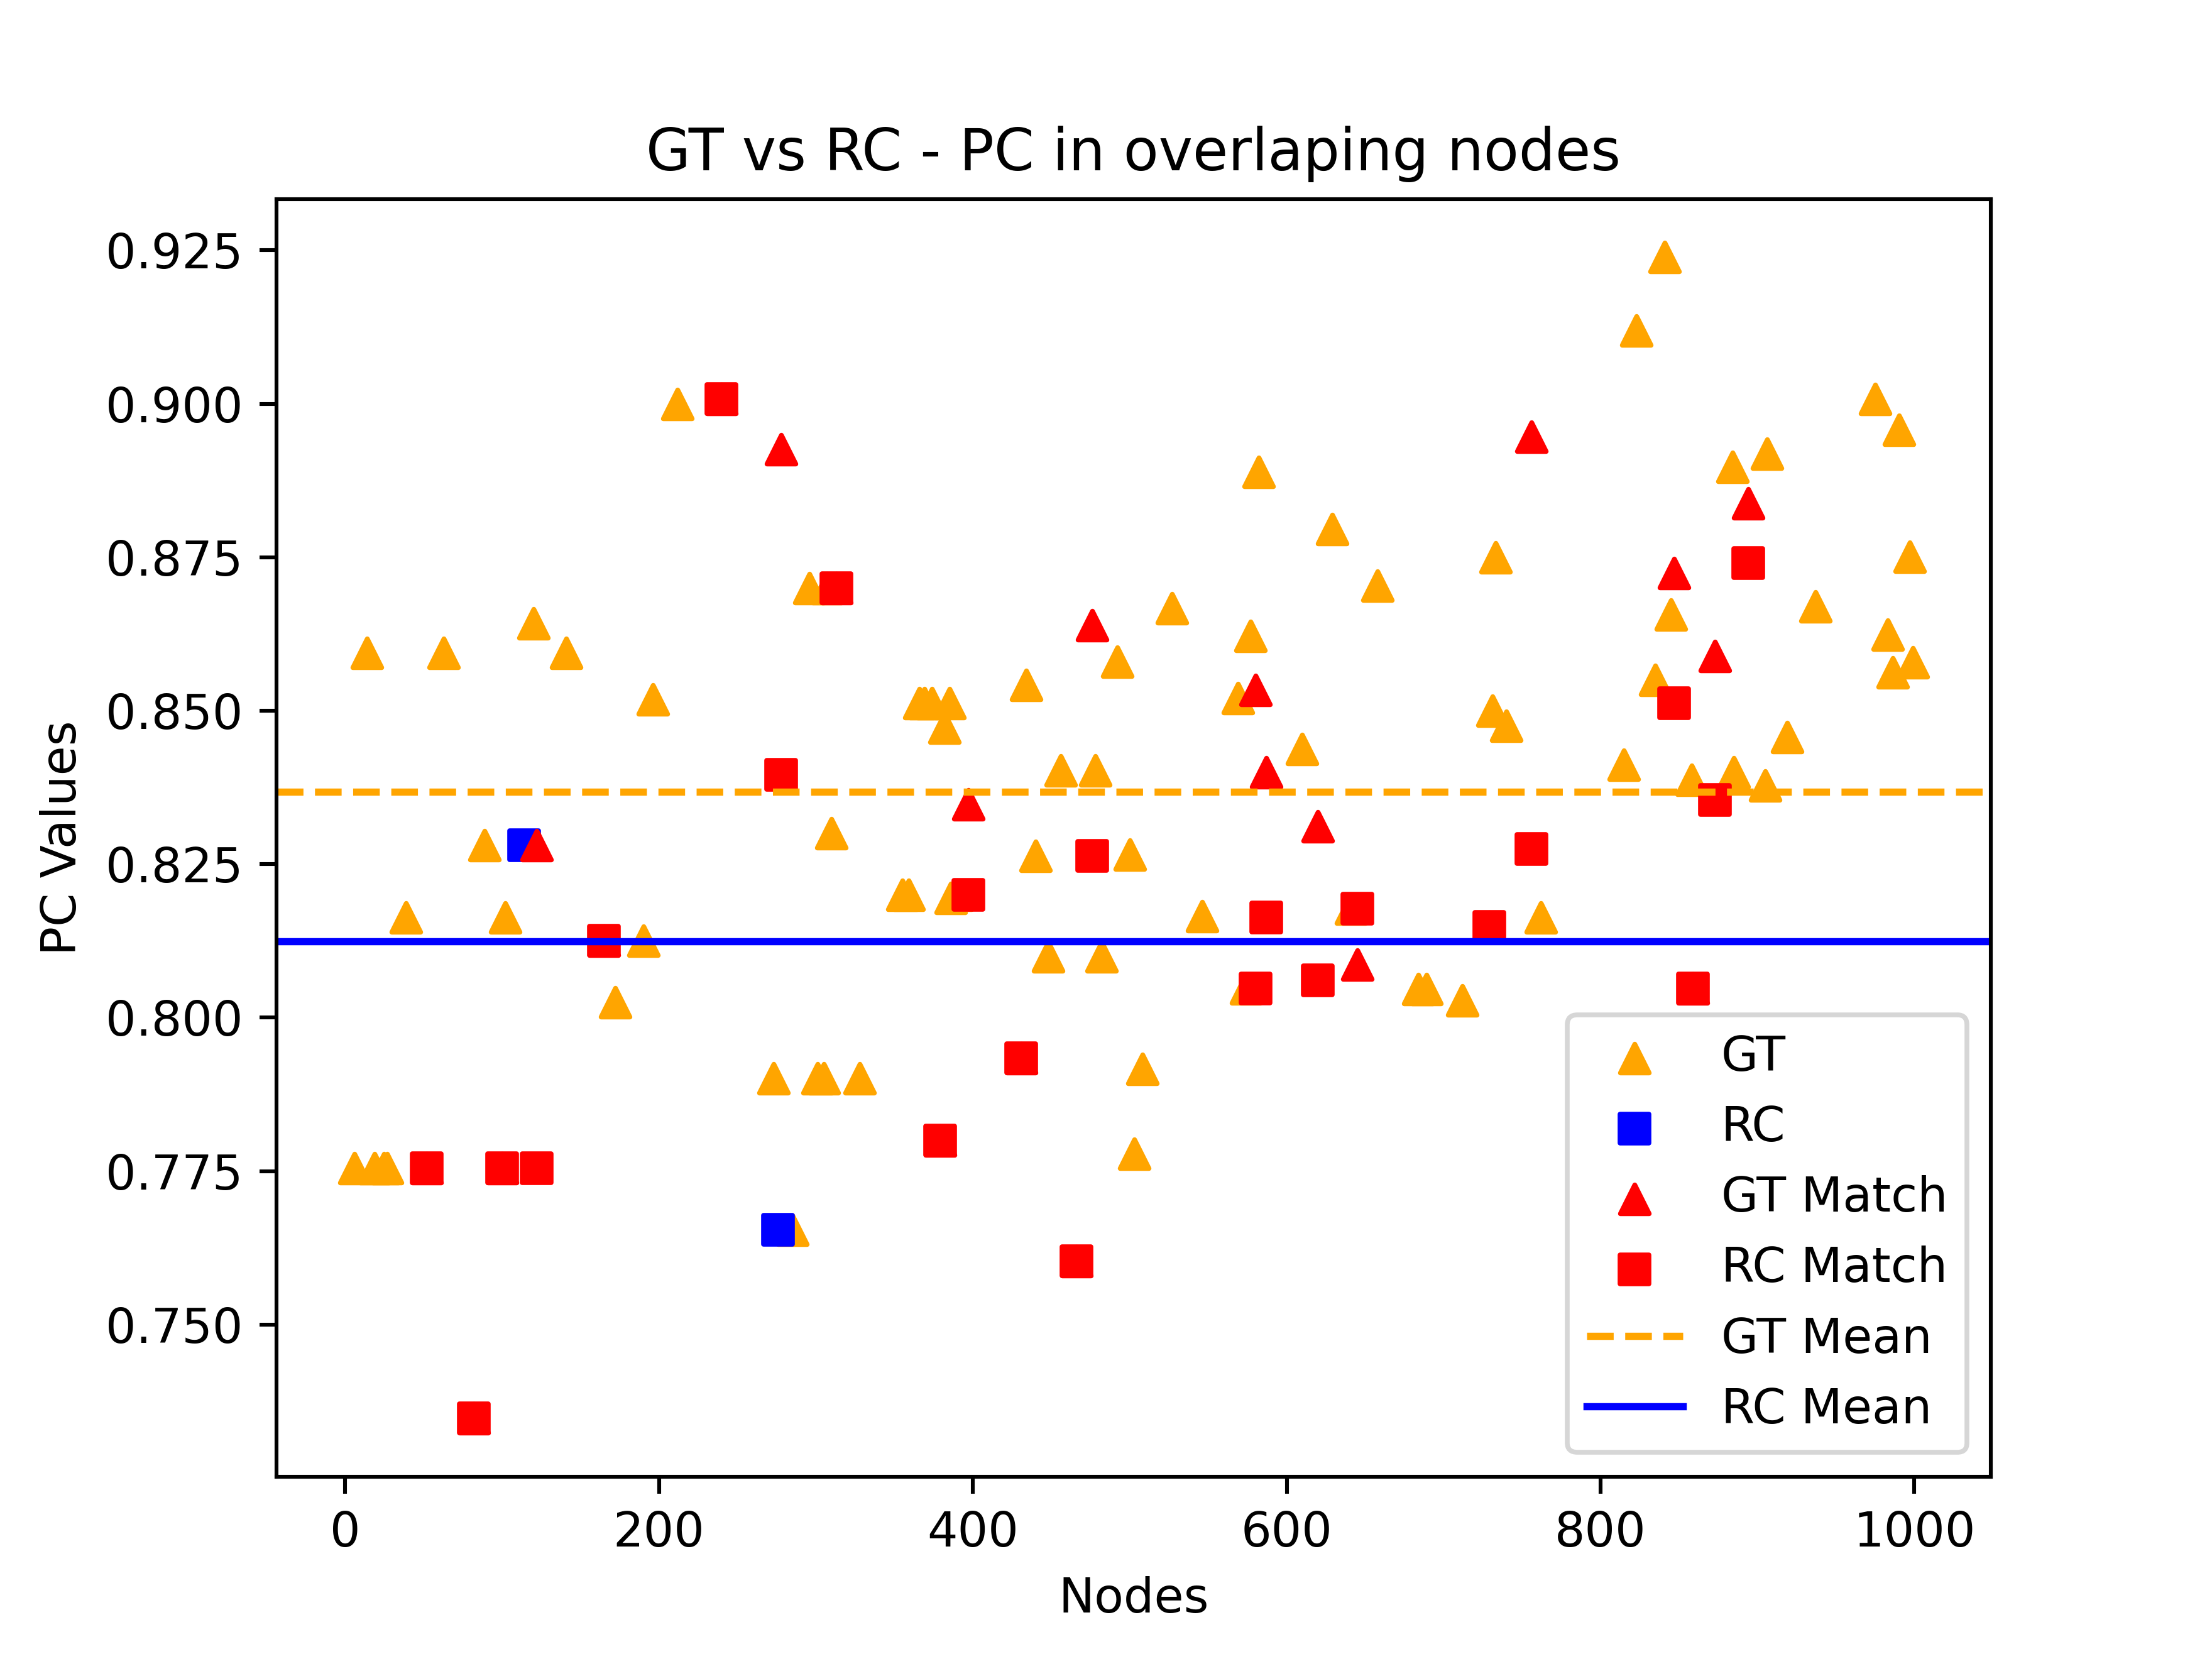 GT vs RC - PC in overlaping nodes
0.925
0.900
0.875
0.850
0.825
0.800
0.775
0.750
PC Values
GT
RC
GT Match
RC Match
GT Mean
RC Mean
0 200 400 600 800 1000
Nodes